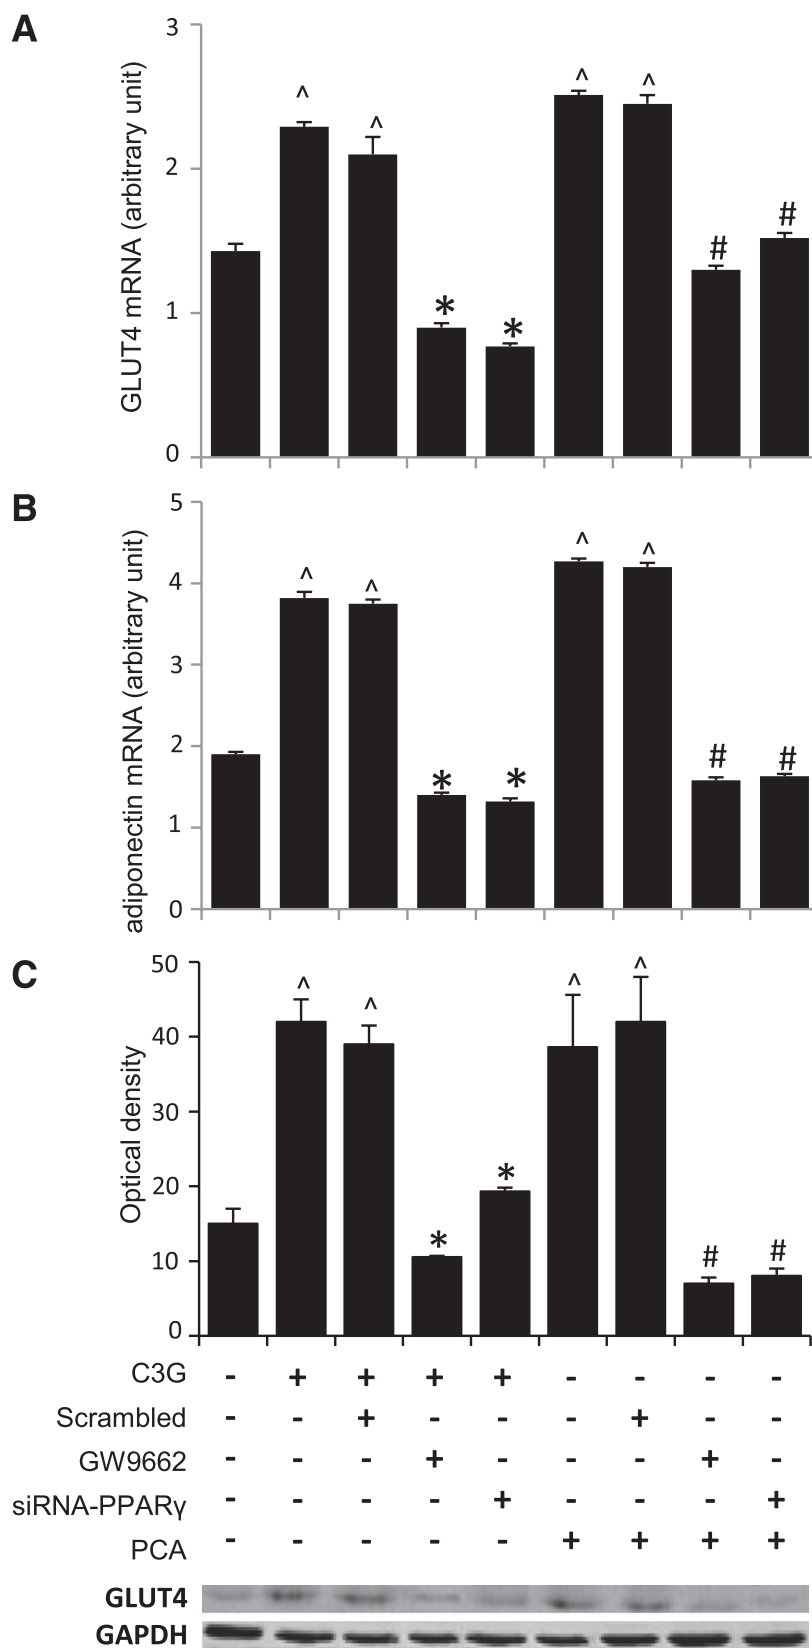 A
GLUT4 mRNA (arbitrary unit)
3
2
1
0
^ ^ * * ^ ^ # #
B
adiponectin mRNA (arbitrary unit)
5
4
3
2
1
0
^ ^ * * ^ ^ # #
C
Optical density
50
40
30
20
10
0
^ ^ * * ^ ^ # #
C3G - + + + + - - - -
Scrambled - - + - - - + - -
GW9662 - - - + - - - + -
siRNA-PPARγ - - - - + - - - +
PCA - - - - - + + + +
GLUT4
GAPDH